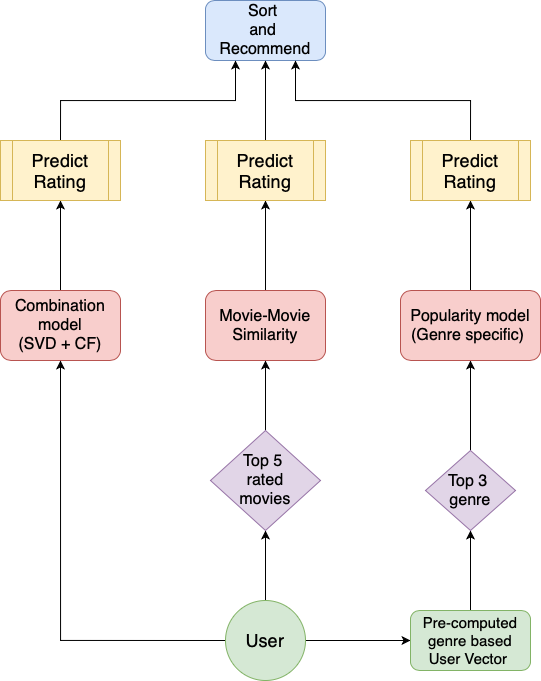 Sort
and
Recommend
Predict
Rating
Predict
Rating
Predict
Rating
Combination
model
(SVD + CF)
Movie-Movie
Similarity
Popularity model
(Genre specific)
Top 5
rated
movies
Top 3
genre
User
Pre-computed
genre based
User Vector